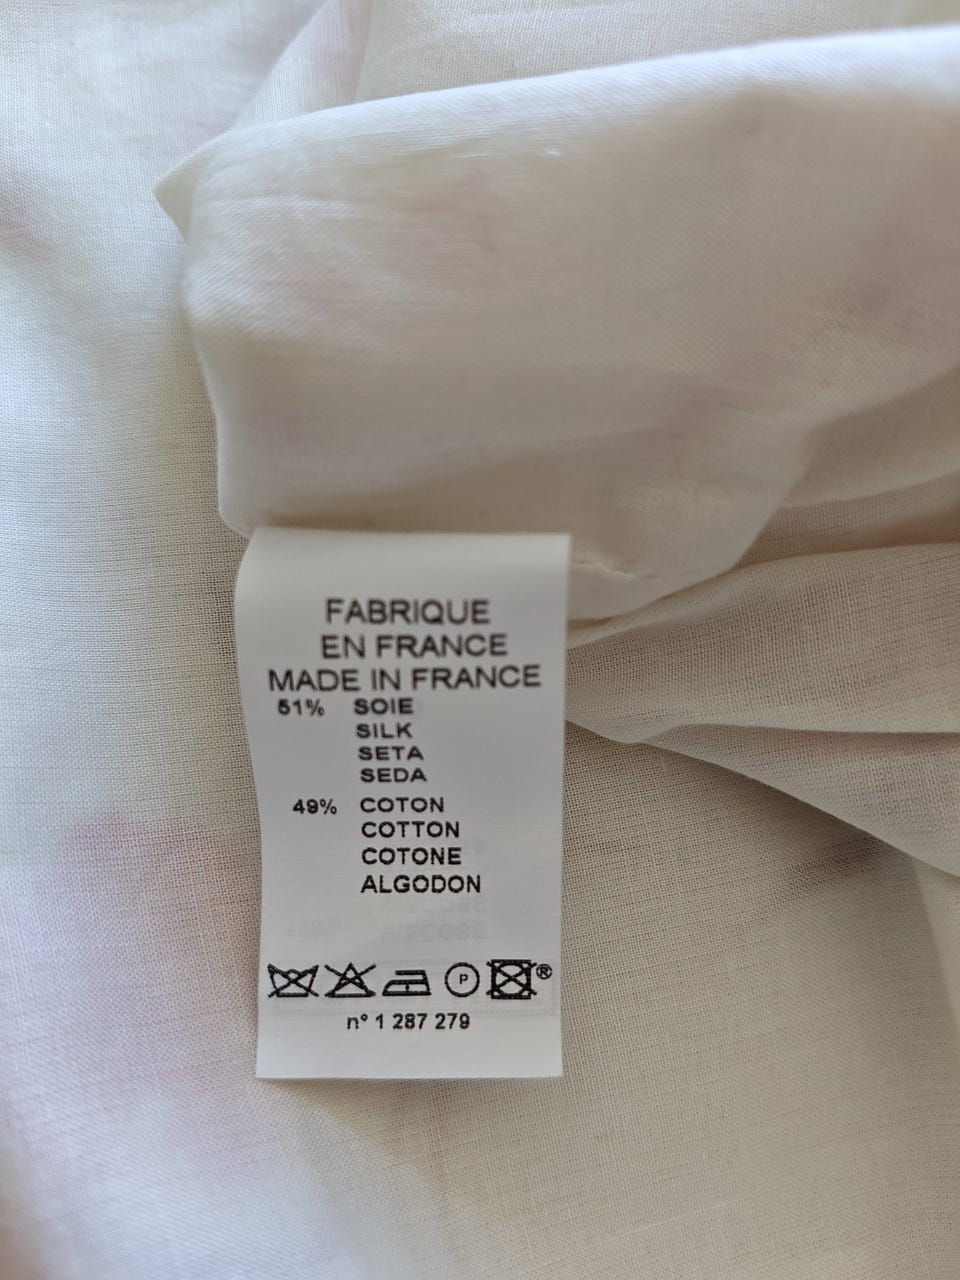 FABRIQUE
EN FRANCE
MADE IN FRANCE
51% SOIE
SILK
SETA
SEDA
49% COTON
COTTON
COTONE
ALGODON
P ®
n° 1 287 279